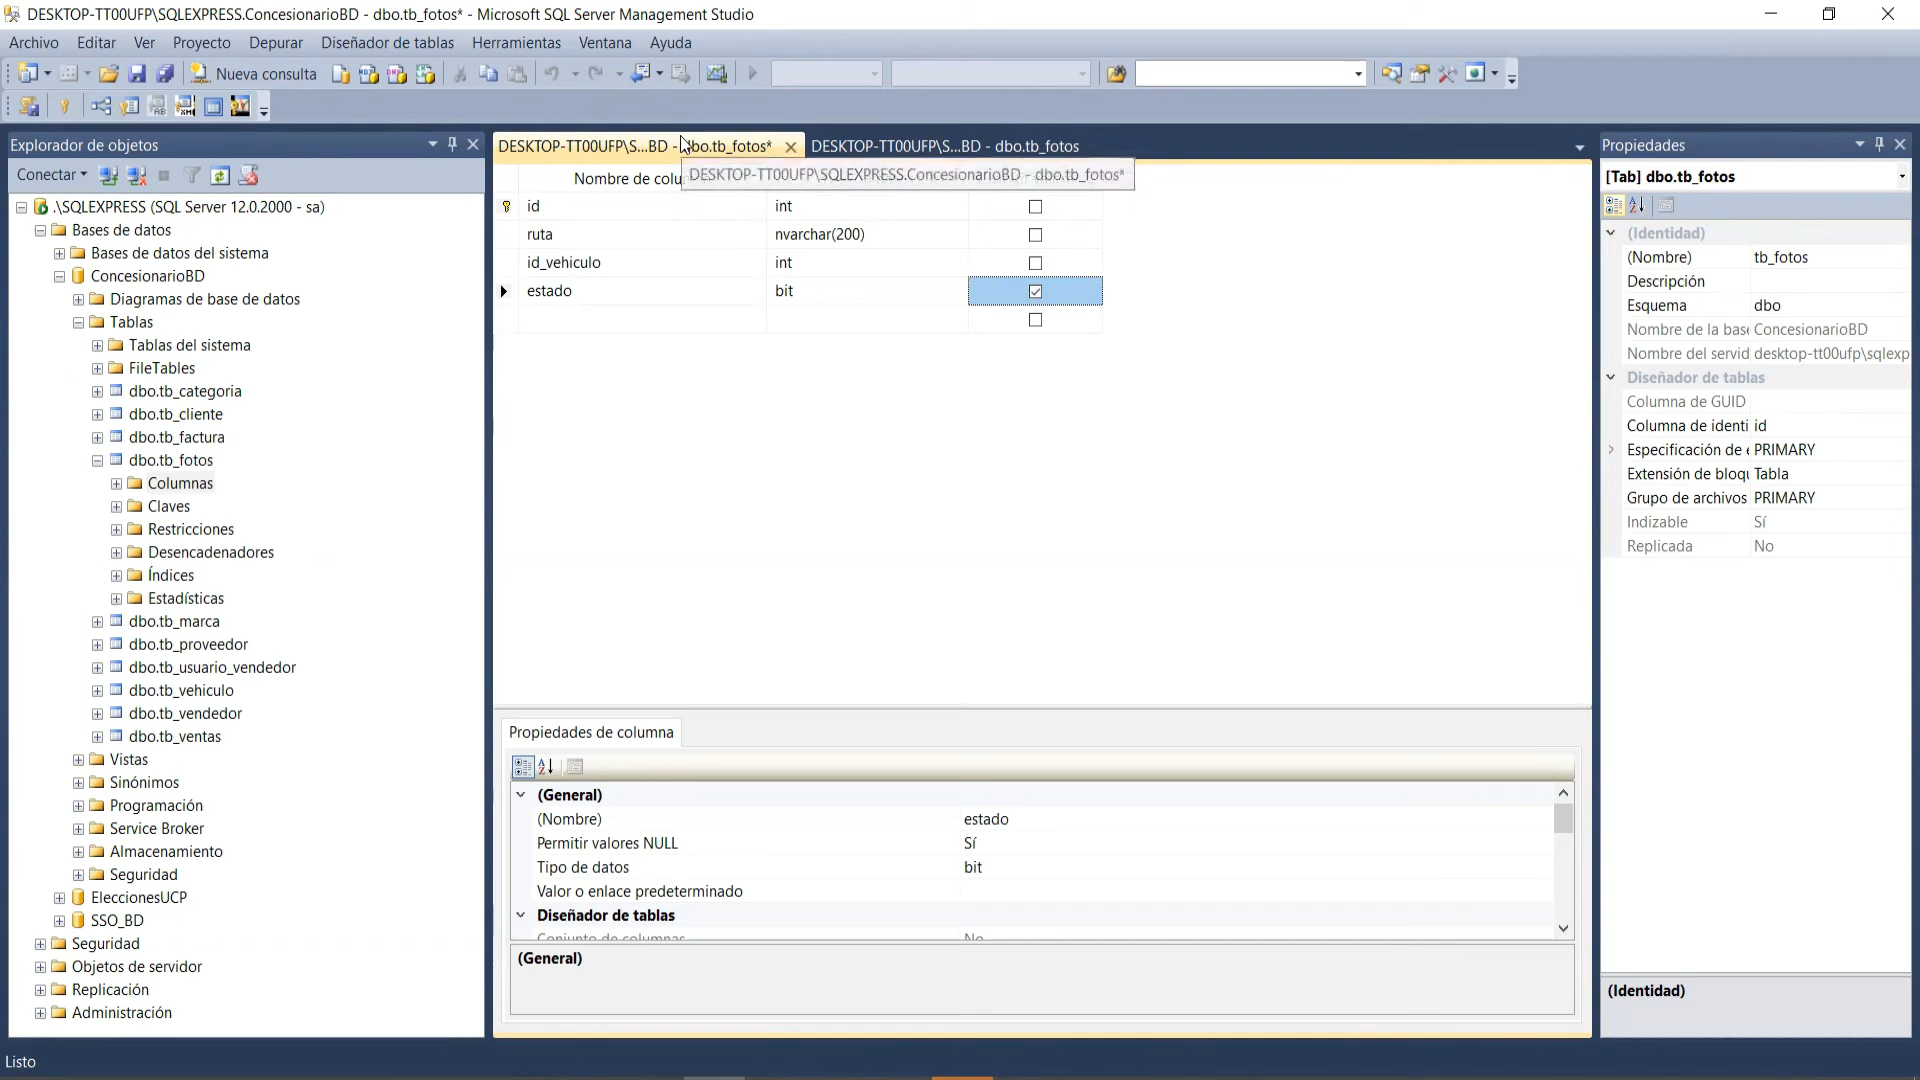 DESKTOP-TT00UFP\SQLEXPRESS.ConcesionarioBD - dbo.tb_fotos* - Microsoft SQL Server Management Studio
Archivo Editar Ver Proyecto Depurar Diseñador de tablas Herramientas Ventana Ayuda
Nueva consulta
Explorador de objetos
Conectar
.\SQLEXPRESS (SQL Server 12.0.2000 - sa)
Bases de datos
Bases de datos del sistema
ConcesionarioBD
Diagramas de base de datos
Tablas
Tablas del sistema
FileTables
dbo.tb_categoria
dbo.tb_cliente
dbo.tb_factura
dbo.tb_fotos
Columnas
Claves
Restricciones
Desencadenadores
Índices
Estadísticas
dbo.tb_marca
dbo.tb_proveedor
dbo.tb_usuario_vendedor
dbo.tb_vehiculo
dbo.tb_vendedor
dbo.tb_ventas
Vistas
Sinónimos
Programación
Service Broker
Almacenamiento
Seguridad
EleccionesUCP
SSO_BD
Seguridad
Objetos de servidor
Replicación
Administración
DESKTOP-TT00UFP\S...BD - dbo.tb_fotos* DESKTOP-TT00UFP\S...BD - dbo.tb_fotos
Nombre de colu
DESKTOP-TT00UFP\SQLEXPRESS.ConcesionarioBD - dbo.tb_fotos*
id int
ruta nvarchar(200)
id_vehiculo int
estado bit
Propiedades de columna
(General)
(Nombre) estado
Permitir valores NULL Sí
Tipo de datos bit
Valor o enlace predeterminado
Diseñador de tablas
Conjunto de columnas No
(General)
Propiedades
[Tab] dbo.tb_fotos
(Identidad)
(Nombre) tb_fotos
Descripción
Esquema dbo
Nombre de la base ConcesionarioBD
Nombre del servid desktop-tt00ufp\sqlexp
Diseñador de tablas
Columna de GUID
Columna de identi id
Especificación de e PRIMARY
Extensión de bloqu Tabla
Grupo de archivos PRIMARY
Indizable Sí
Replicada No
(Identidad)
Listo